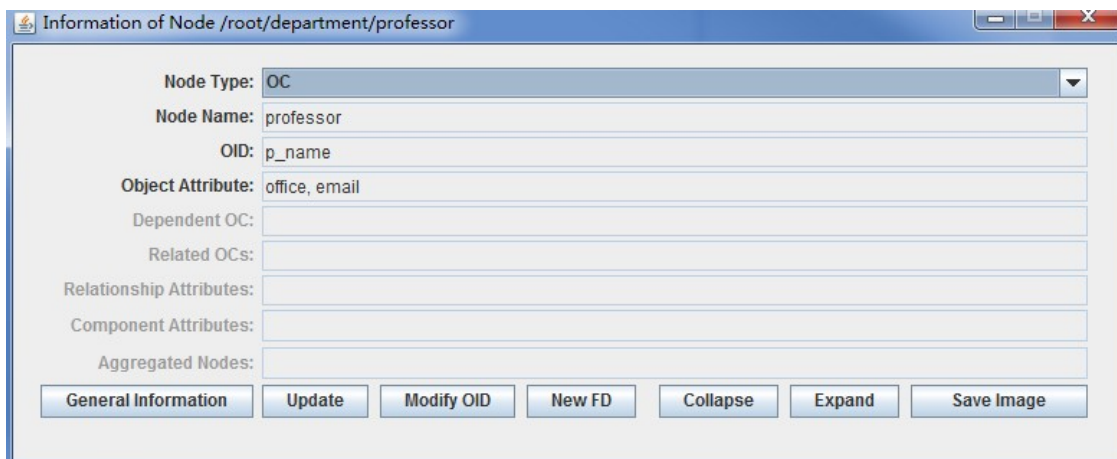 Information of Node /root/department/professor
Node Type: OC
Node Name: professor
OID: p_name
Object Attribute: office, email
Dependent OC:
Related OCs:
Relationship Attributes:
Component Attributes:
Aggregated Nodes:
General Information Update Modify OID New FD Collapse Expand Save Image